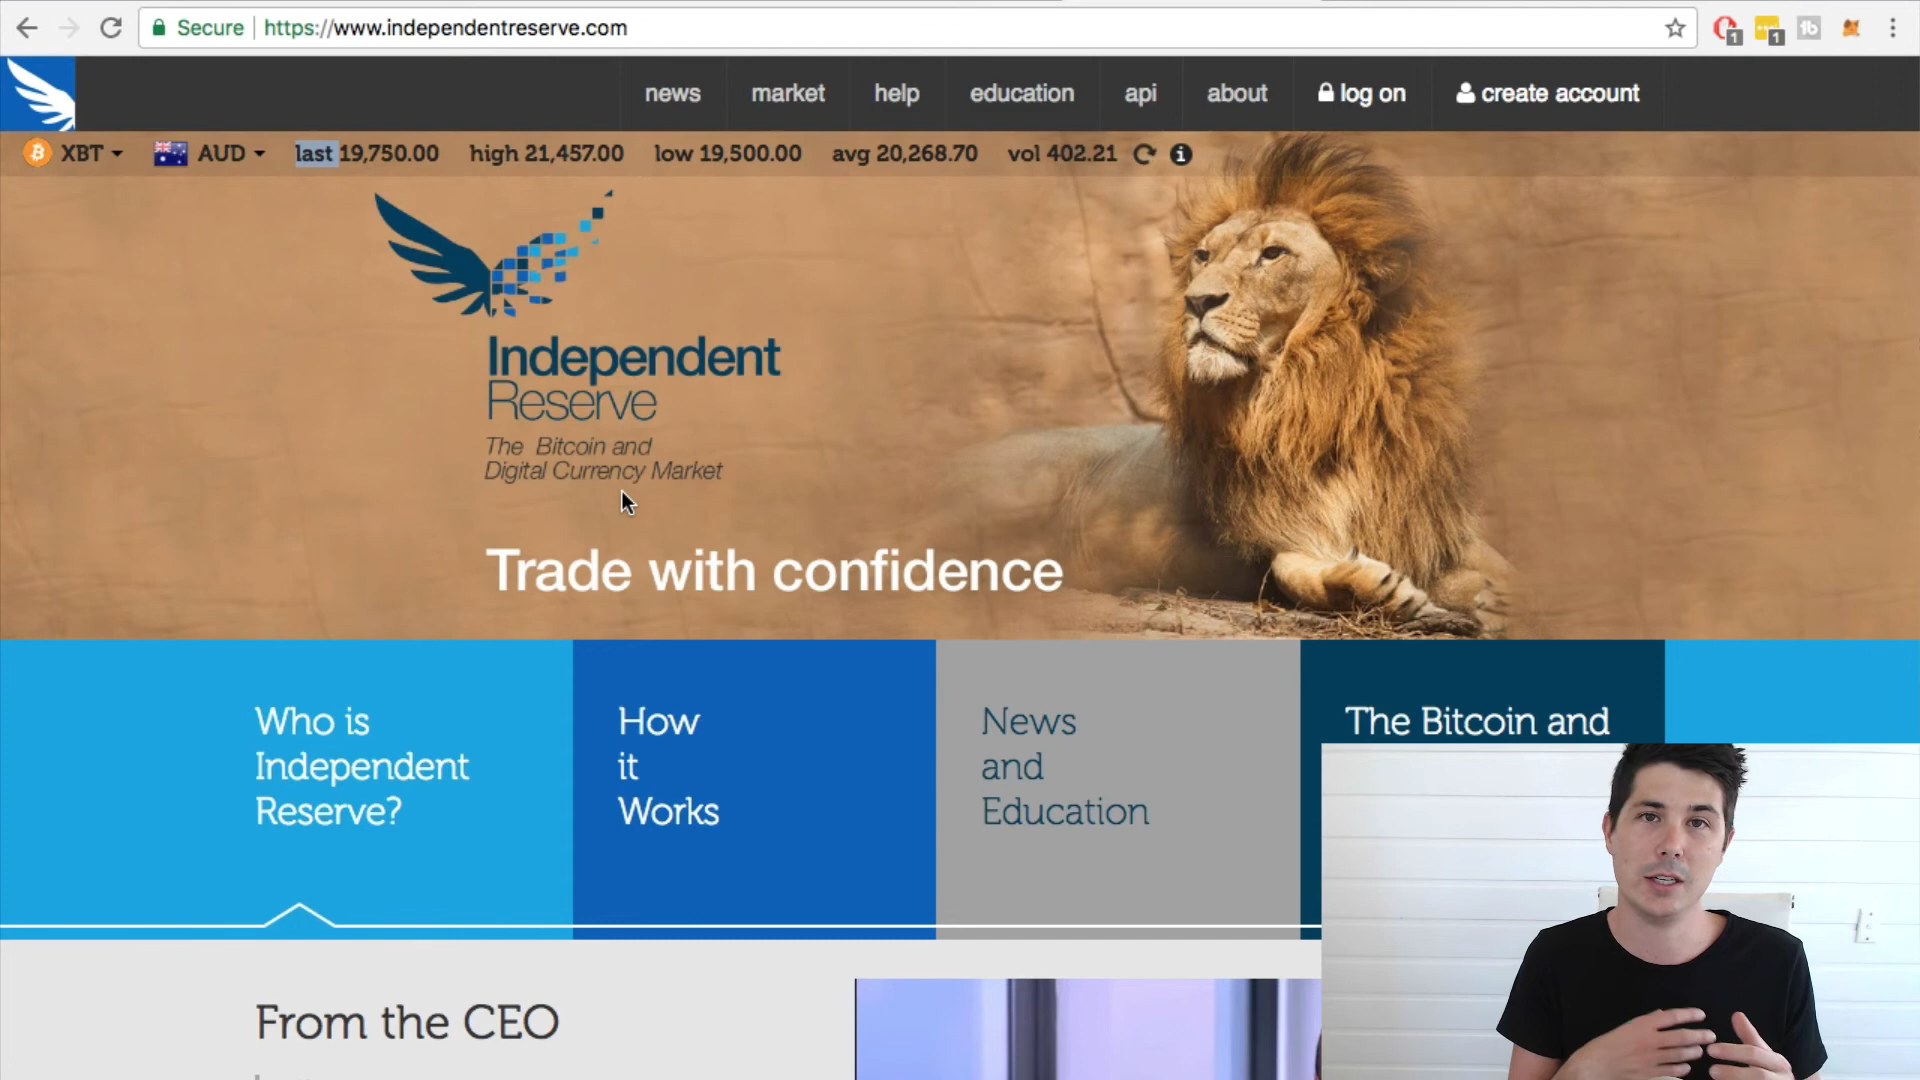 Secure https://www.independentreserve.com
1
1
news market help education api about log on create account
XBT AUD last 19,750.00 high 21,457.00 low 19,500.00 avg 20,268.70 vol 402.21
Independent
Reserve
The Bitcoin and
Digital Currency Market
Trade with confidence
Who is
Independent
Reserve?
How
it
Works
News
and
Education
The Bitcoin and
From the CEO